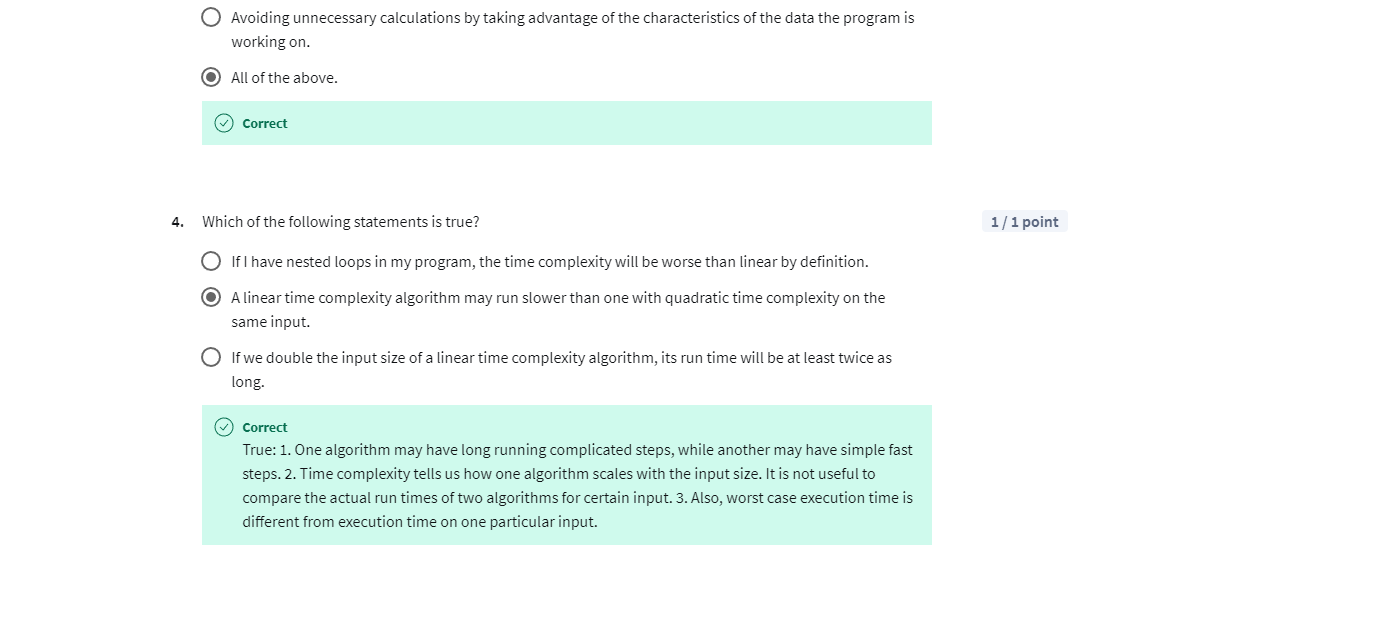 Avoiding unnecessary calculations by taking advantage of the characteristics of the data the program is
working on.
All of the above.
Correct
4. Which of the following statements is true? 1 / 1 point
If I have nested loops in my program, the time complexity will be worse than linear by definition.
A linear time complexity algorithm may run slower than one with quadratic time complexity on the
same input.
If we double the input size of a linear time complexity algorithm, its run time will be at least twice as
long.
Correct
True: 1. One algorithm may have long running complicated steps, while another may have simple fast
steps. 2. Time complexity tells us how one algorithm scales with the input size. It is not useful to
compare the actual run times of two algorithms for certain input. 3. Also, worst case execution time is
different from execution time on one particular input.